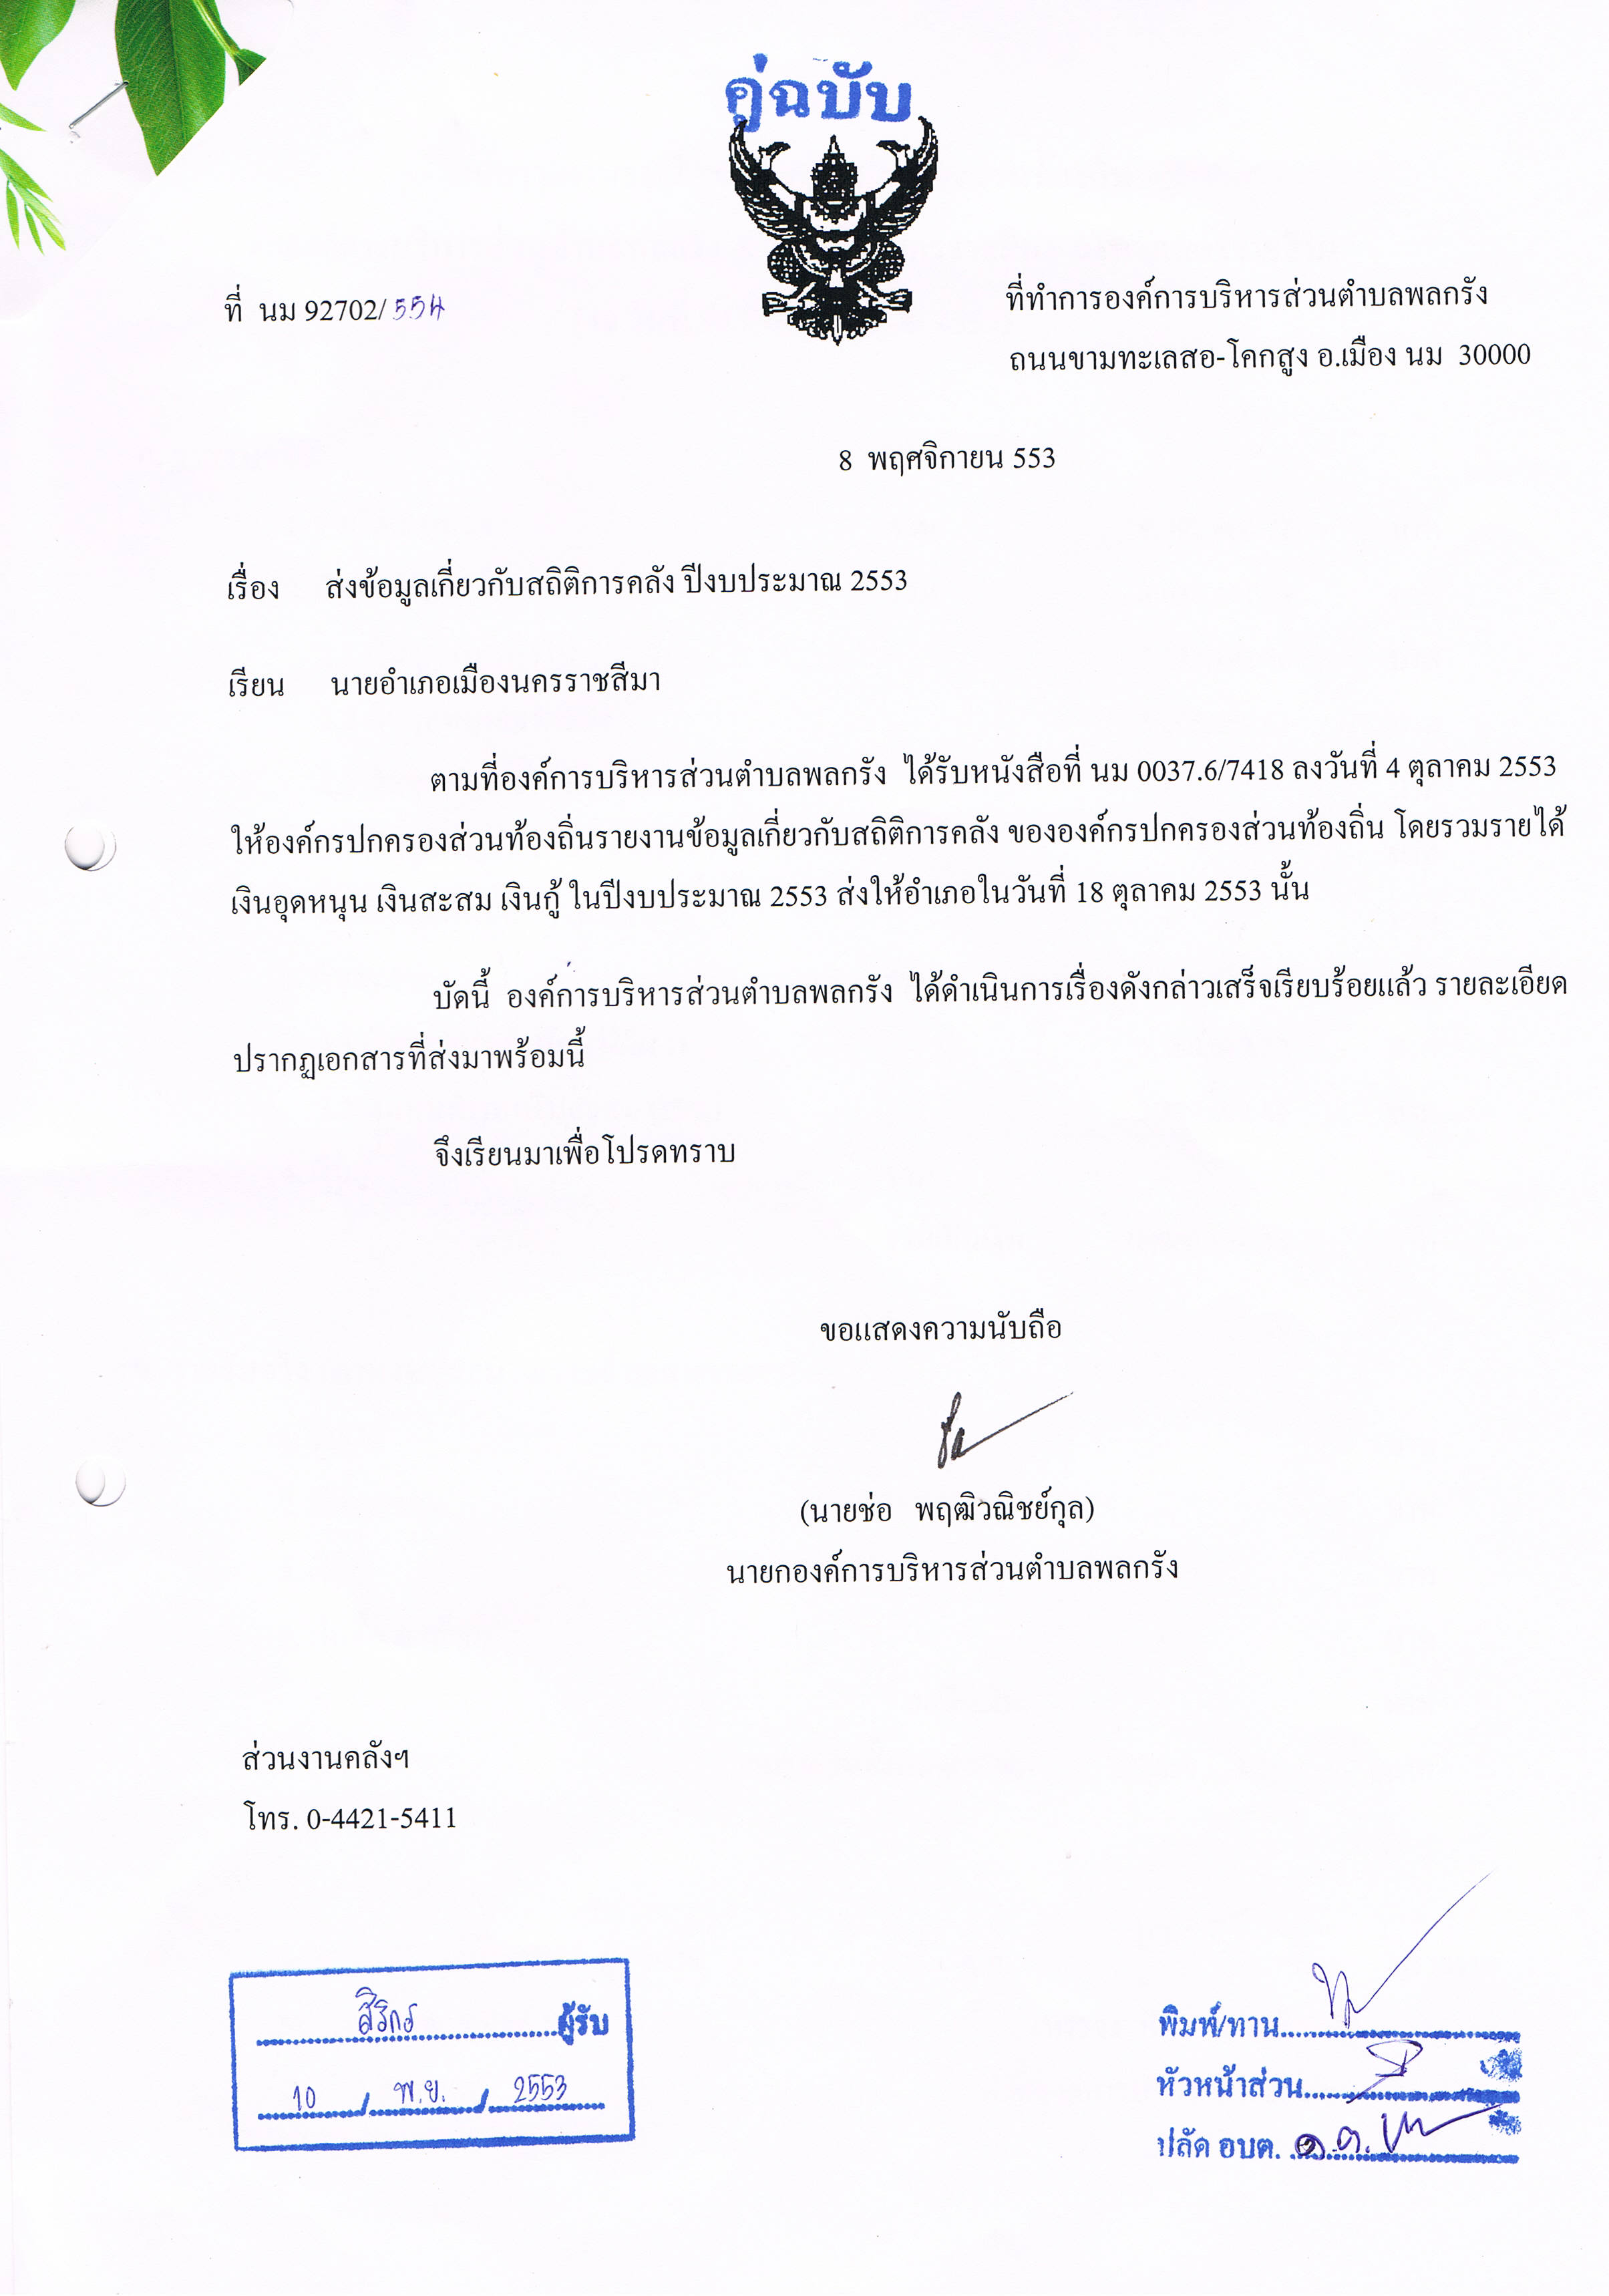 คู่ฉบับ
ที่ นม 92702/554
ที่ทำการองค์การบริหารส่วนตำบลพลกรัง
ถนนขามทะเลสอ-โคกสูง อ.เมือง นม 30000
8 พฤศจิกายน 553
เรื่อง ส่งข้อมูลเกี่ยวกับสถิติการคลัง ปีงบประมาณ 2553
เรียน นายอำเภอเมืองนครราชสีมา
ตามที่องค์การบริหารส่วนตำบลพลกรัง ได้รับหนังสือที่ นม 0037.6/7418 ลงวันที่ 4 ตุลาคม 2553
ให้องค์กรปกครองส่วนท้องถิ่นรายงานข้อมูลเกี่ยวกับสถิติการคลัง ขององค์กรปกครองส่วนท้องถิ่น โดยรวมรายได้
เงินอุดหนุน เงินสะสม เงินกู้ ในปีงบประมาณ 2553 ส่งให้อำเภอในวันที่ 18 ตุลาคม 2553 นั้น
บัดนี้ องค์การบริหารส่วนตำบลพลกรัง ได้ดำเนินการเรื่องดังกล่าวเสร็จเรียบร้อยแล้ว รายละเอียด
ปรากฏเอกสารที่ส่งมาพร้อมนี้
จึงเรียนมาเพื่อโปรดทราบ
ขอแสดงความนับถือ
(นายช่อ พฤฒิวณิชย์กุล)
นายกองค์การบริหารส่วนตำบลพลกรัง
ส่วนงานคลังฯ
โทร. 0-4421-5411
สิริกร ผู้รับ
10 / พ.ย. / 2553
พิมพ์/ทาน
หัวหน้าส่วน
ปลัด อบต.